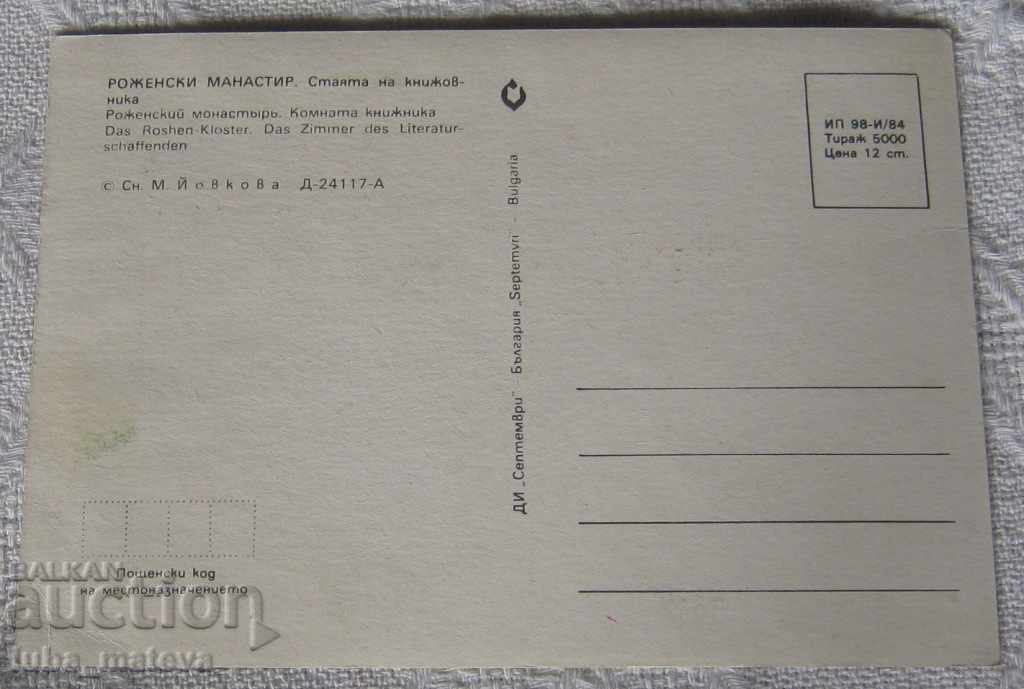 РОЖЕНСКИ МАНАСТИР. Стаята на книжов-
ника
Роженский монастырь. Комната книжника
Das Roshen-Kloster. Das Zimmer des Literatur-
schaffenden
© Сн. М. Йовкова Д-24117-А
ДИ „Септември" България „Septemvri - Bulgaria
ИП 98-И/84
Тираж 5000
Цена 12 ст.
Пощенски код
на местоназначението
BALKAN
auction
luba_mateva